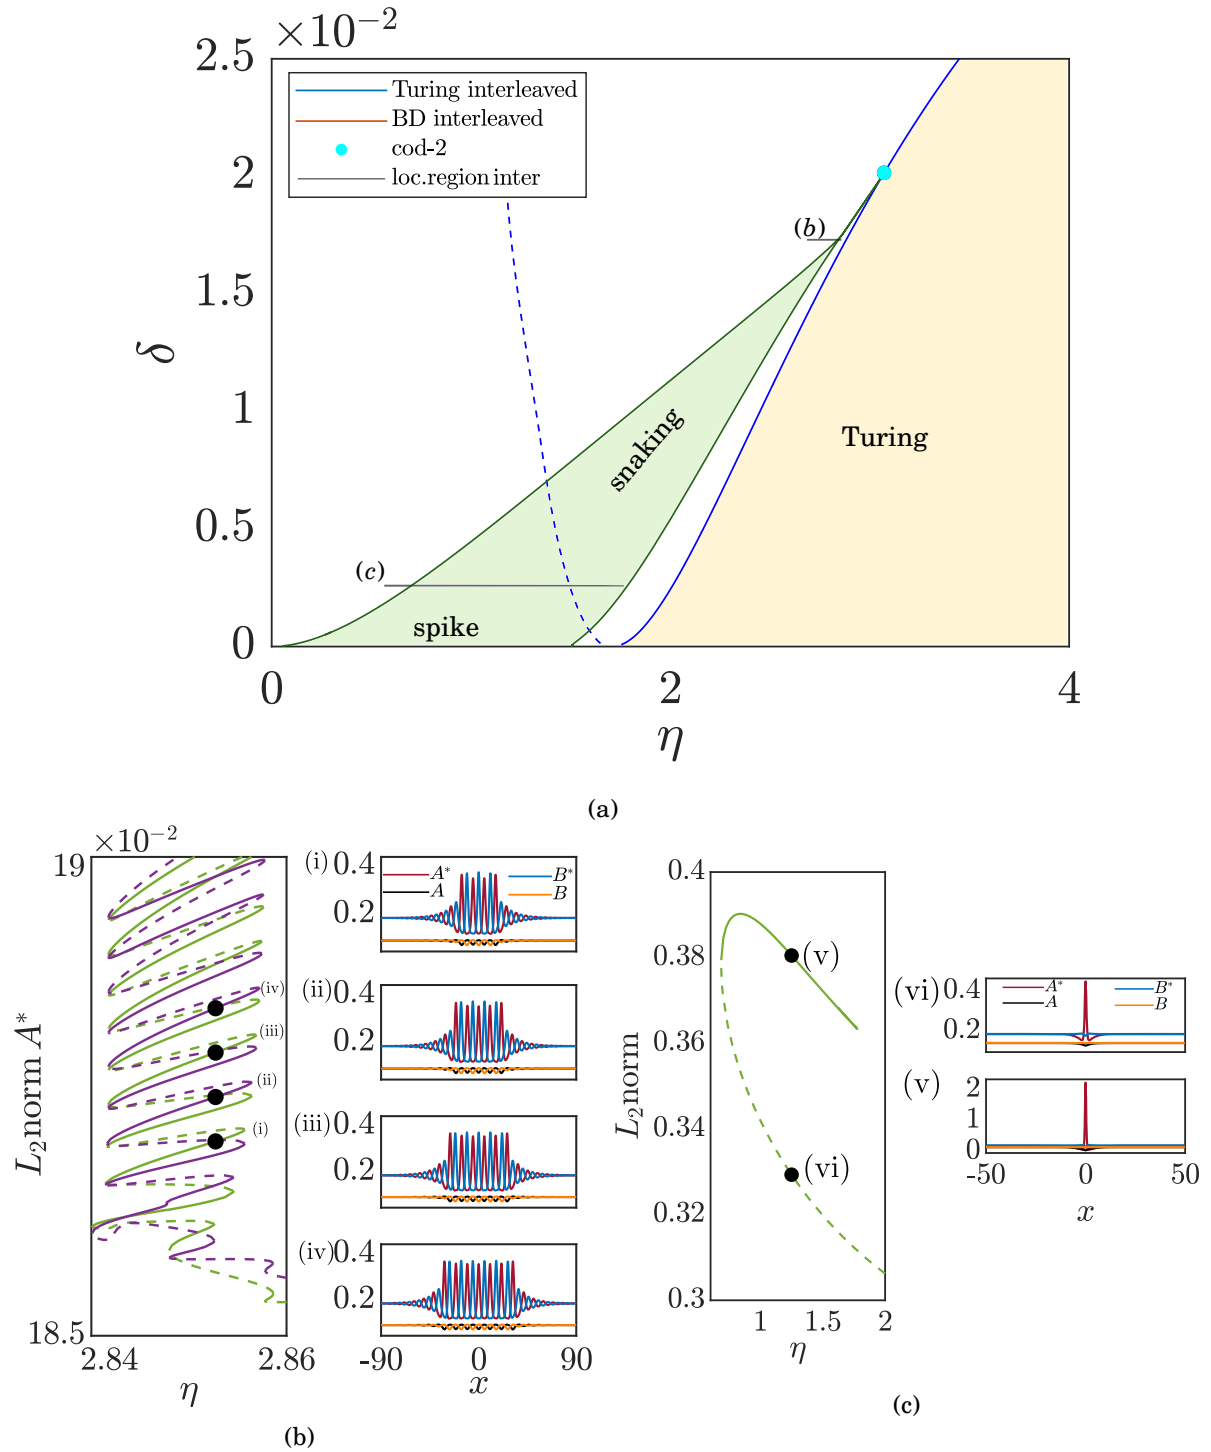 ×10⁻²
2.5
2
1.5
1
0.5
0
δ
Turing interleaved
BD interleaved
cod-2
loc.region inter
(b)
snaking
Turing
(c)
spike
0 2 4
η
(a)
×10⁻²
19
18.5
L₂norm A*
(iv)
(iii)
(ii)
(i)
2.84 2.86
η
(b)
(i) 0.4
0.2
A* B*
A B
(ii) 0.4
0.2
(iii) 0.4
0.2
(iv) 0.4
0.2
-90 0 90
x
0.4
0.38
0.36
0.34
0.32
0.3
L₂norm
(v)
(vi)
1 1.5 2
η
(c)
(vi) 0.4
0.2
A* B*
A B
(v) 2
1
0
-50 0 50
x